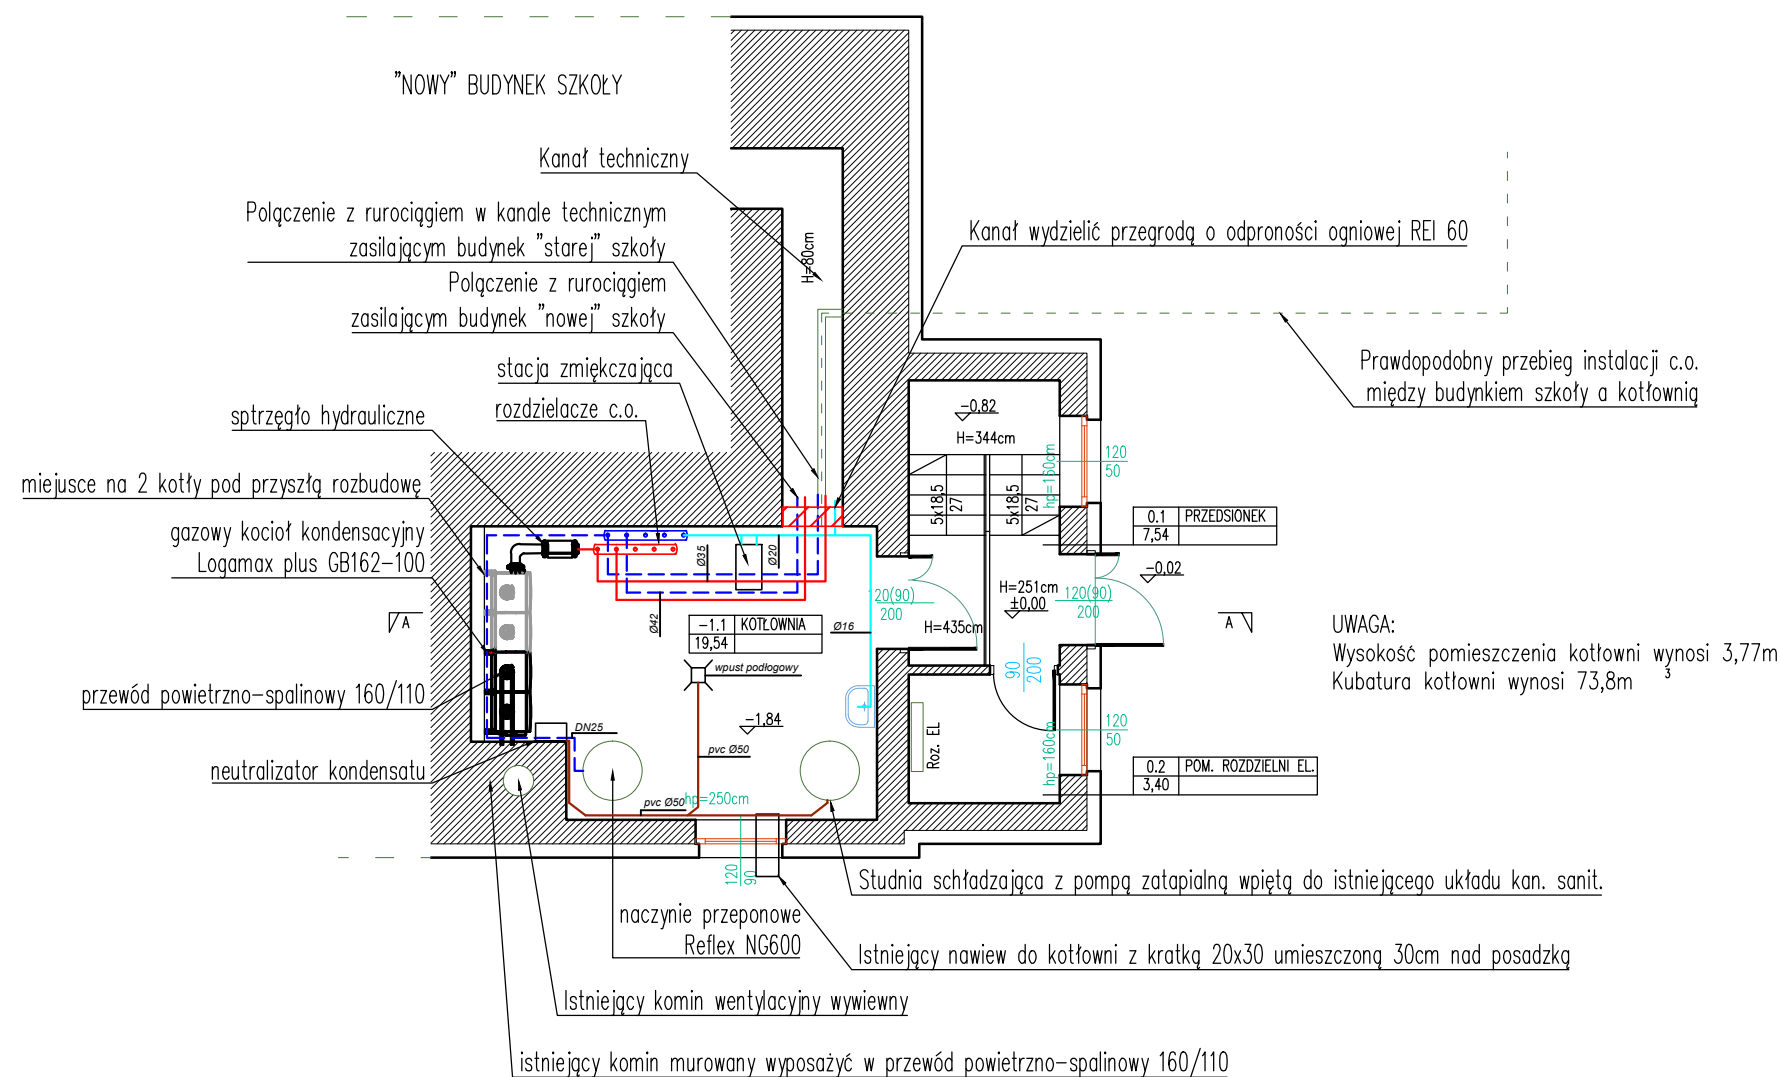 "NOWY" BUDYNEK SZKOŁY
Kanał techniczny
Polączenie z rurociągiem w kanale technicznym
zasilającym budynek "starej" szkoły
Polączenie z rurociągiem
zasilającym budynek "nowej" szkoły
stacja zmiękczająca
rozdzielacze c.o.
sptrzęgło hydrauliczne
miejusce na 2 kotły pod przyszłą rozbudowę
gazowy kocioł kondensacyjny
Logamax plus GB162-100
A
przewód powietrzno-spalinowy 160/110
neutralizator kondensatu
H=80cm
Kanał wydzielić przegrodą o odproności ogniowej REI 60
Prawdopodobny przebieg instalacji c.o.
między budynkiem szkoły a kotłownią
-0,82
H=344cm
hp=160cm
120
50
5x18,5
27
5x18,5
27
0.1 PRZEDSIONEK
7,54
-0,02
Ø35
Ø20
Ø42
Ø16
-1.1 KOTŁOWNIA
19,54
wpust podłogowy
-1,84
DN25
pvc Ø50
pvc Ø50
hp=250cm
120
90
20(90)
200
H=435cm
H=251cm
±0,00
120(90)
200
A
90
200
Roz. EL
hp=160cm
120
50
0.2 POM. ROZDZIELNI EL.
3,40
UWAGA:
Wysokość pomieszczenia kotłowni wynosi 3,77m
Kubatura kotłowni wynosi 73,8m ³
Studnia schładzająca z pompą zatapialną wpiętą do istniejącego układu kan. sanit.
naczynie przeponowe
Reflex NG600
Istniejący nawiew do kotłowni z kratką 20x30 umieszczoną 30cm nad posadzką
Istniejący komin wentylacyjny wywiewny
istniejący komin murowany wyposażyć w przewód powietrzno-spalinowy 160/110